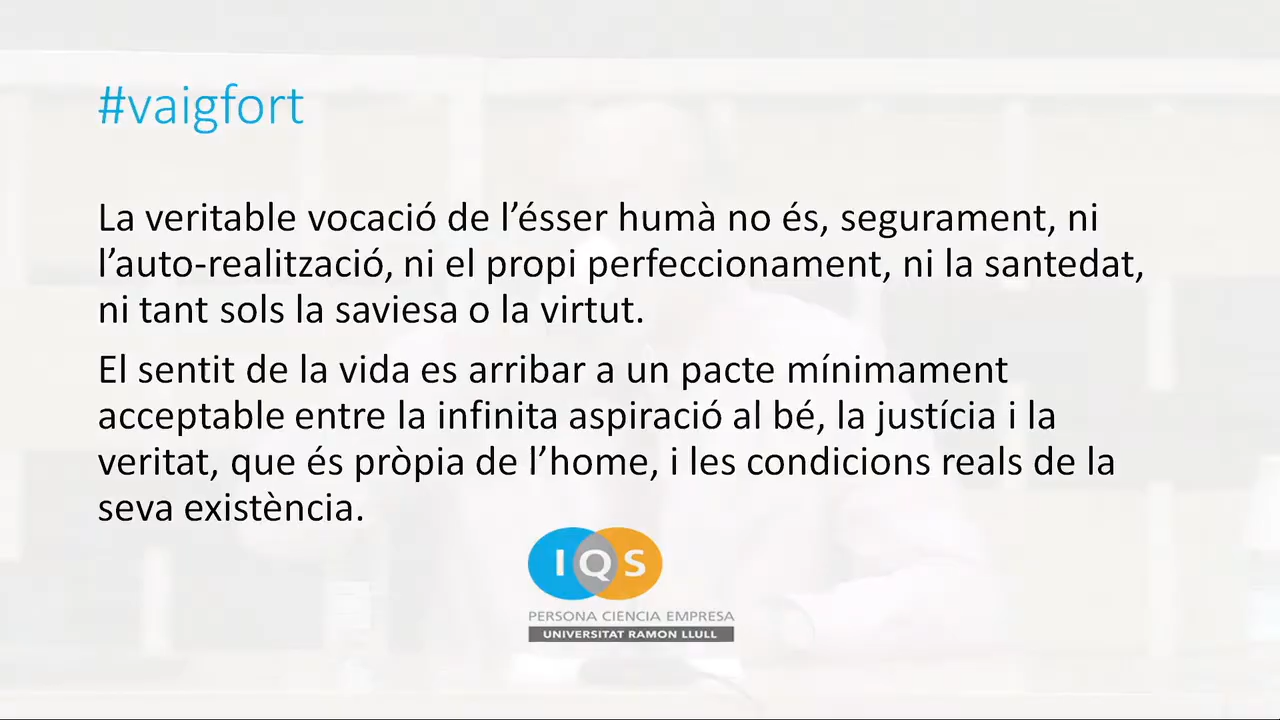 #vaigfort
La veritable vocació de l’ésser humà no és, segurament, ni
l’auto-realització, ni el propi perfeccionament, ni la santedat,
ni tant sols la saviesa o la virtut.
El sentit de la vida es arribar a un pacte mínimament
acceptable entre la infinita aspiració al bé, la justícia i la
veritat, que és pròpia de l’home, i les condicions reals de la
seva existència.
IQS
PERSONA CIENCIA EMPRESA
UNIVERSITAT RAMON LLULL